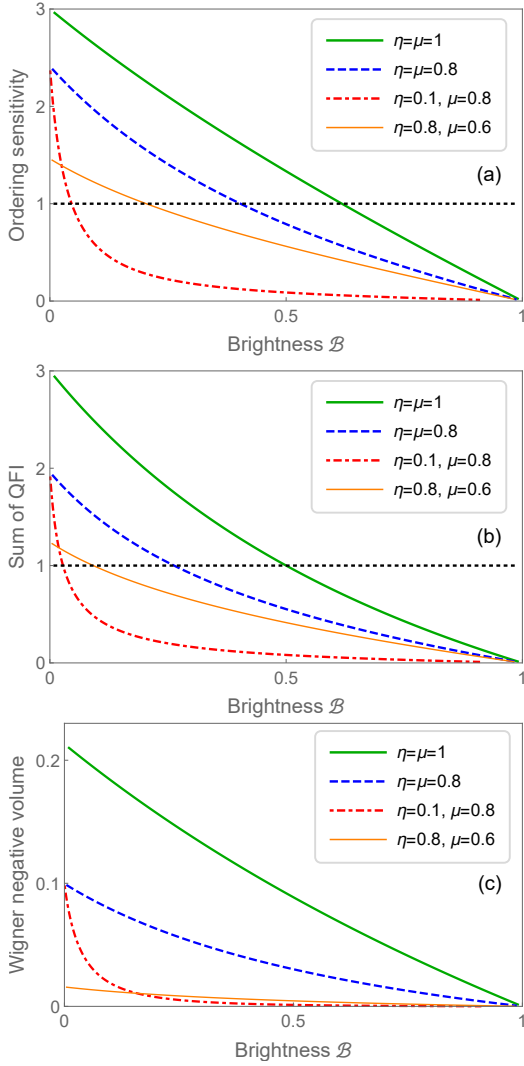 3
2
1
0
Ordering sensitivity
η=μ=1
η=μ=0.8
η=0.1, μ=0.8
η=0.8, μ=0.6
(a)
0
0.5
1
Brightness ℬ
3
2
1
0
Sum of QFI
η=μ=1
η=μ=0.8
η=0.1, μ=0.8
η=0.8, μ=0.6
(b)
0
0.5
1
Brightness ℬ
0.2
0.1
0
Wigner negative volume
η=μ=1
η=μ=0.8
η=0.1, μ=0.8
η=0.8, μ=0.6
(c)
0
0.5
1
Brightness ℬ